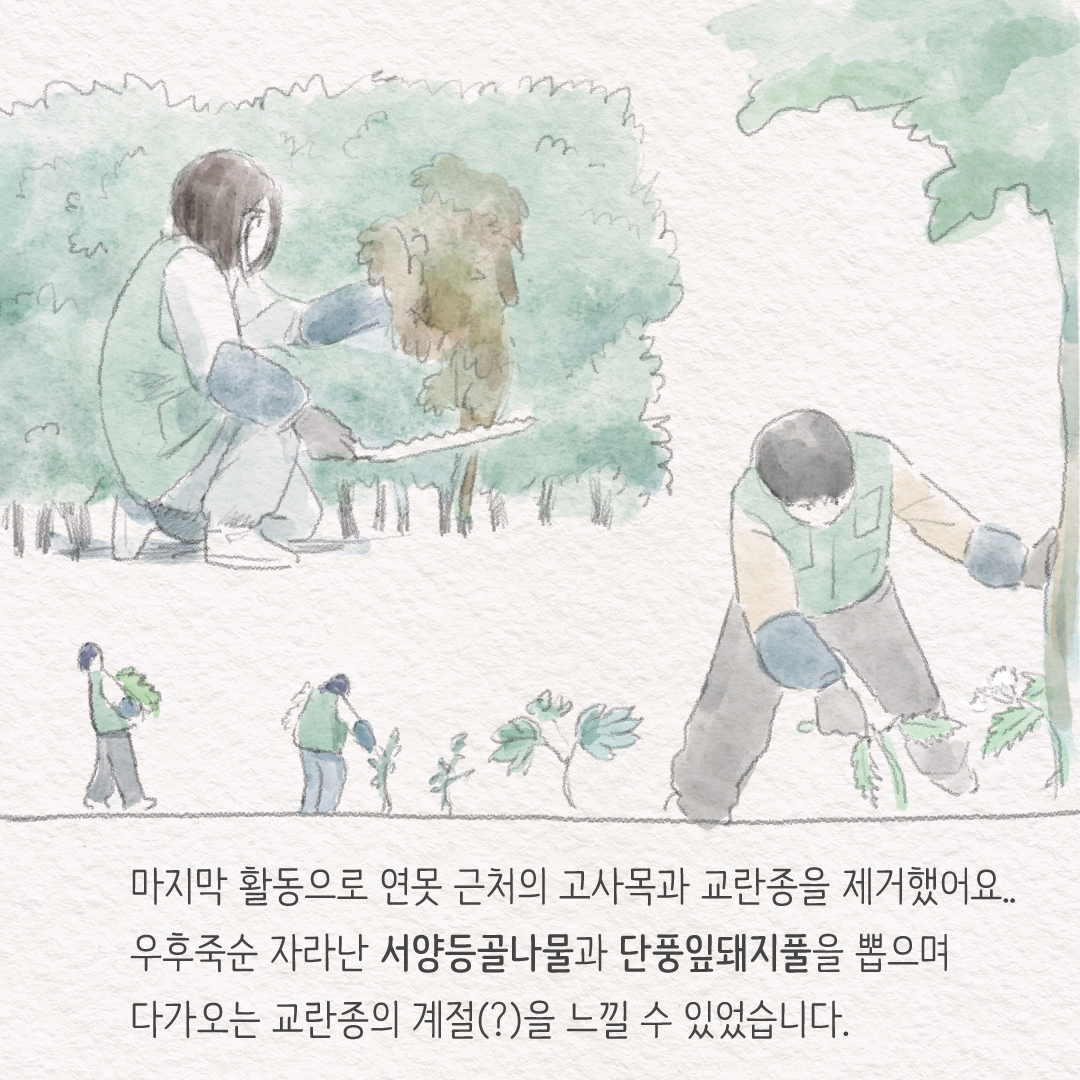 마지막 활동으로 연못 근처의 고사목과 교란종을 제거했어요..
우후죽순 자라난 서양등골나물과 단풍잎돼지풀을 뽑으며
다가오는 교란종의 계절(?)을 느낄 수 있었습니다.